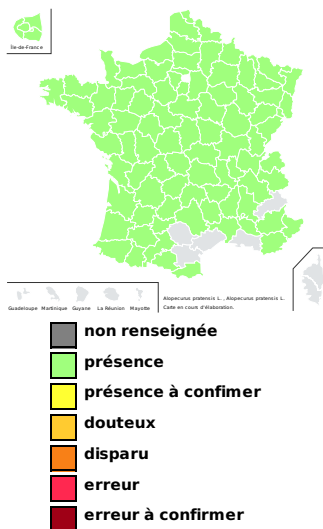 Île-de-France
Alopecurus pratensis L., Alopecurus pratensis L.
Carte en cours d'élaboration.
Guadeloupe Martinique Guyane La Réunion Mayotte
non renseignée
présence
présence à confimer
douteux
disparu
erreur
erreur à confirmer